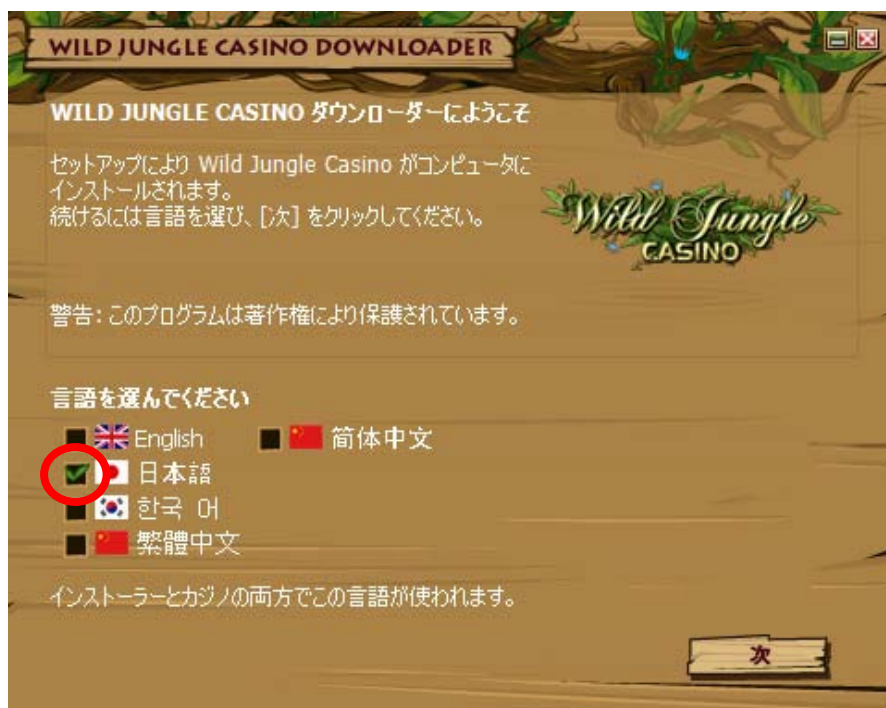 WILD JUNGLE CASINO DOWNLOADER
WILD JUNGLE CASINO ダウンローダーにようこそ
セットアップにより Wild Jungle Casino がコンピュータに
インストールされます。
続けるには言語を選び、[次] をクリックしてください。
Wild Jungle
CASINO
警告: このプログラムは著作権により保護されています。
言語を選んでください
English 简体中文
日本語
한국 어
繁體中文
インストーラーとカジノの両方でこの言語が使われます。
次